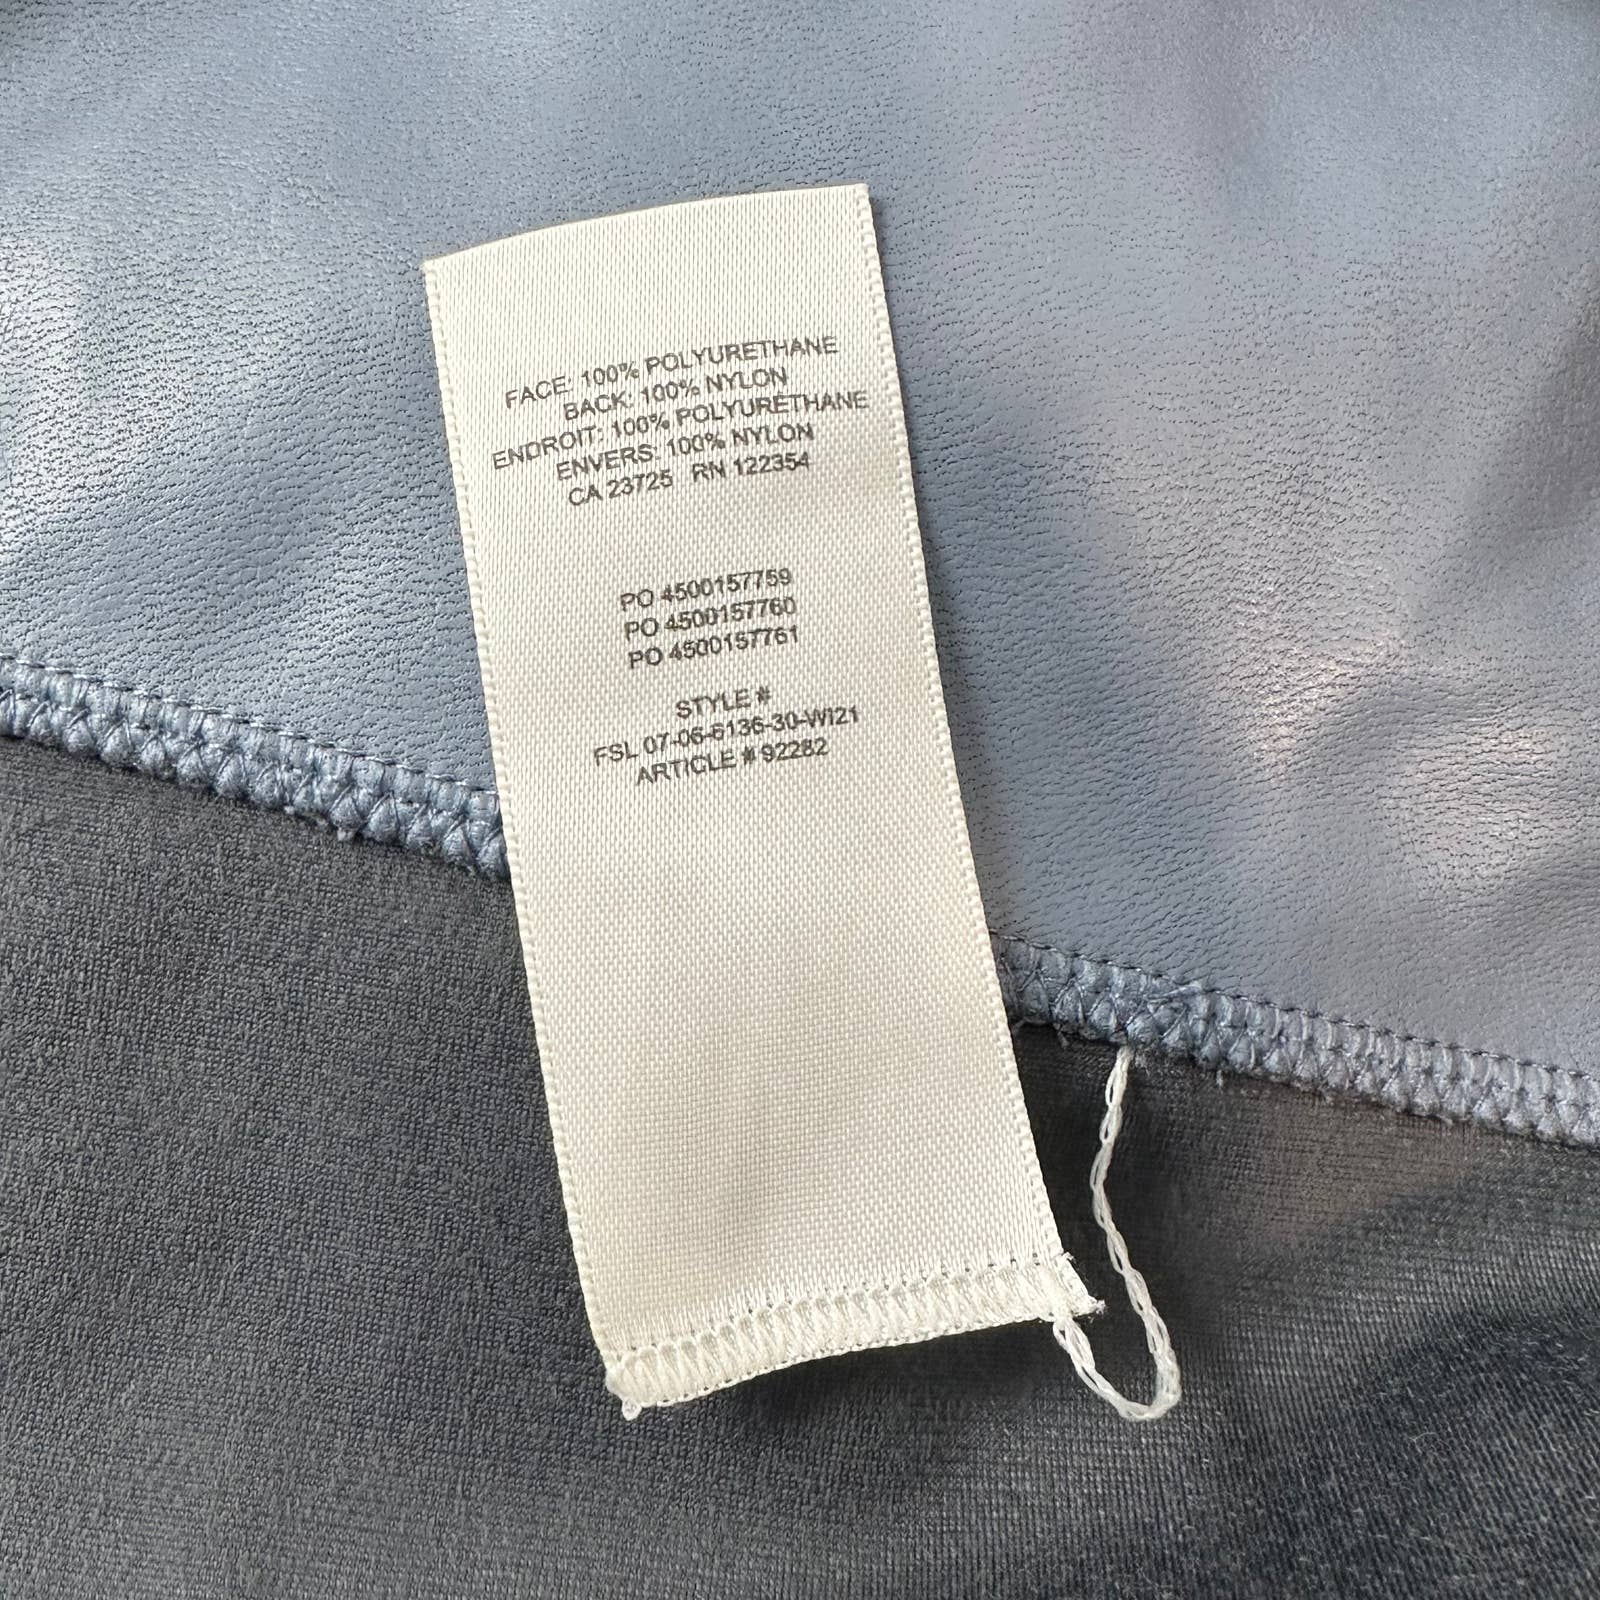 FACE: 100% POLYURETHANE
BACK: 100% NYLON
ENDROIT: 100% POLYURETHANE
ENVERS: 100% NYLON
CA 23725 RN 122354
PO 4500157759
PO 4500157760
PO 4500157761
STYLE #
FSL 07-06-6136-30-WI21
ARTICLE # 92282